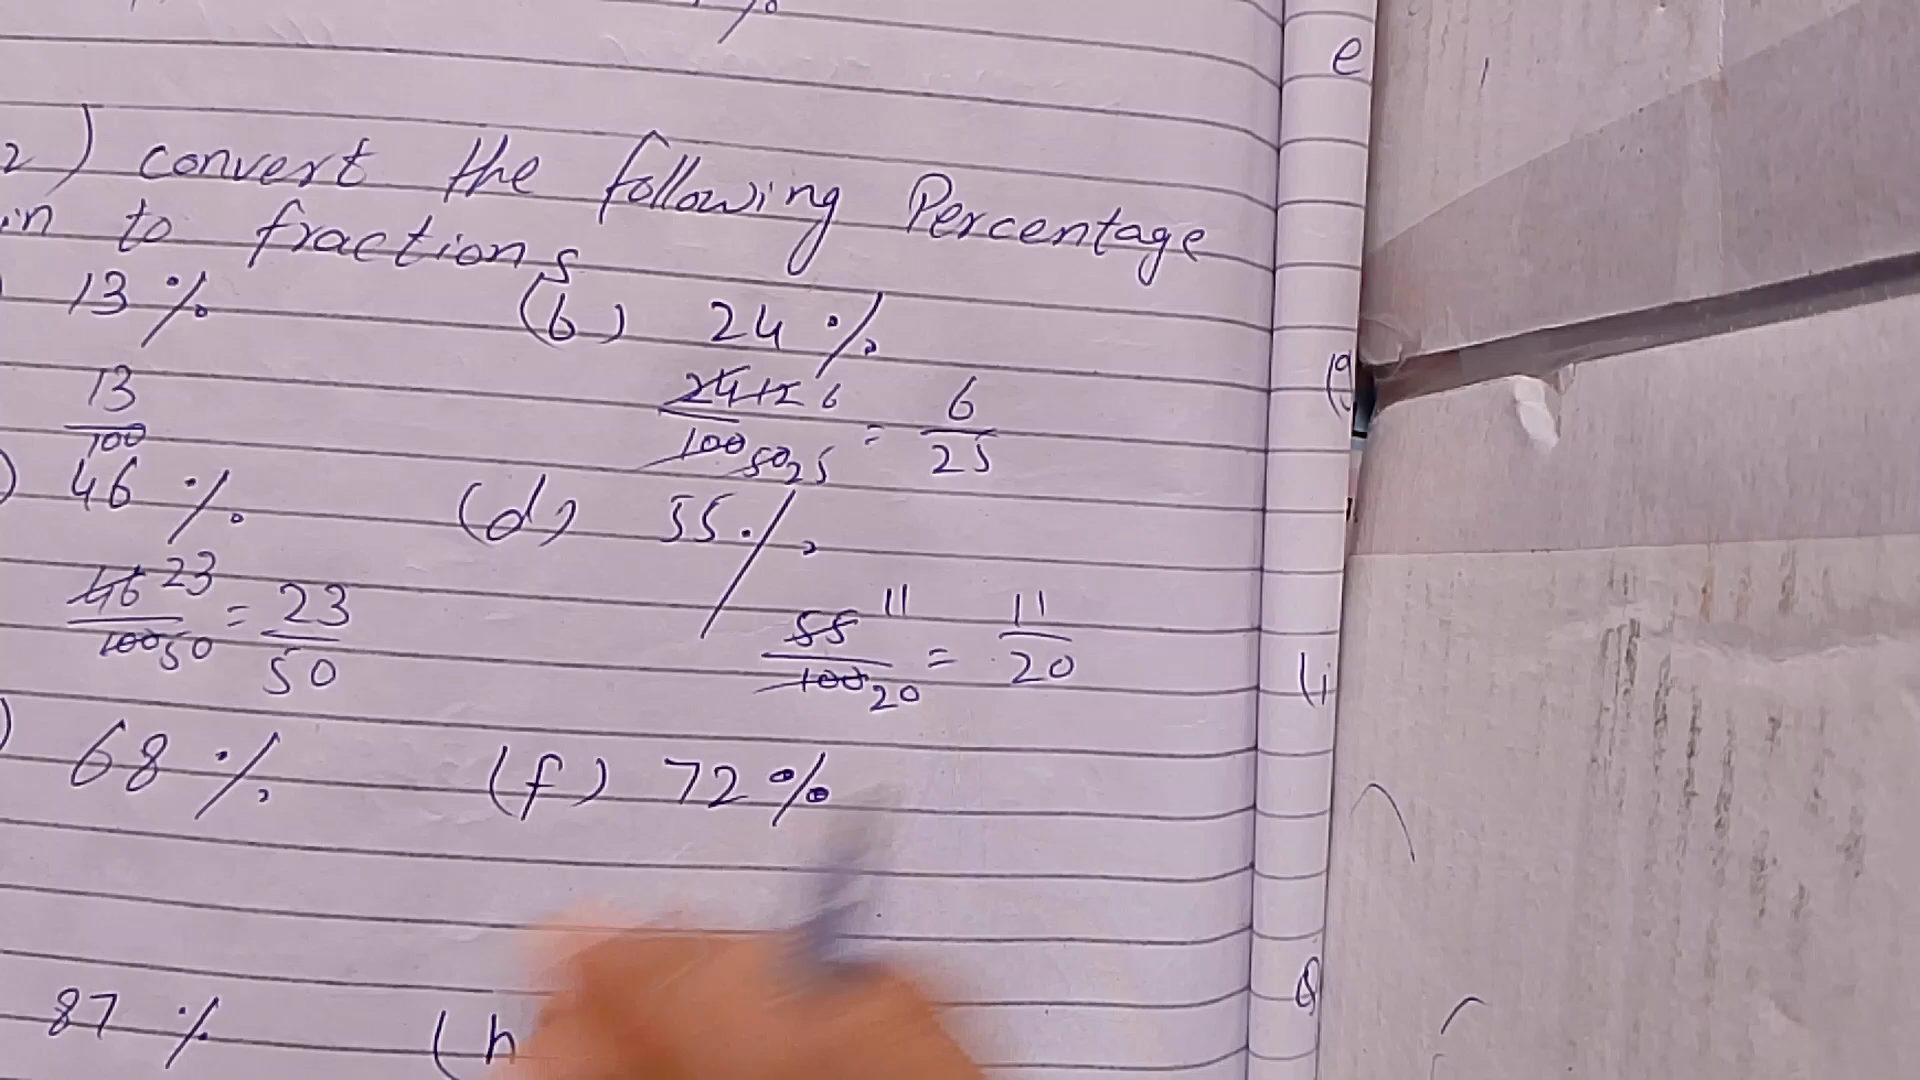 %
e
2) convert the following Percentage
in to fractions
13 % (b) 24 %
13/100 24 12 6/100 50 25 = 6/25
) 46 % (d) 55 %
46 23/100 50 = 23/50 55 11/100 20 = 11/20
) 68 % (f) 72 %
87 % (h